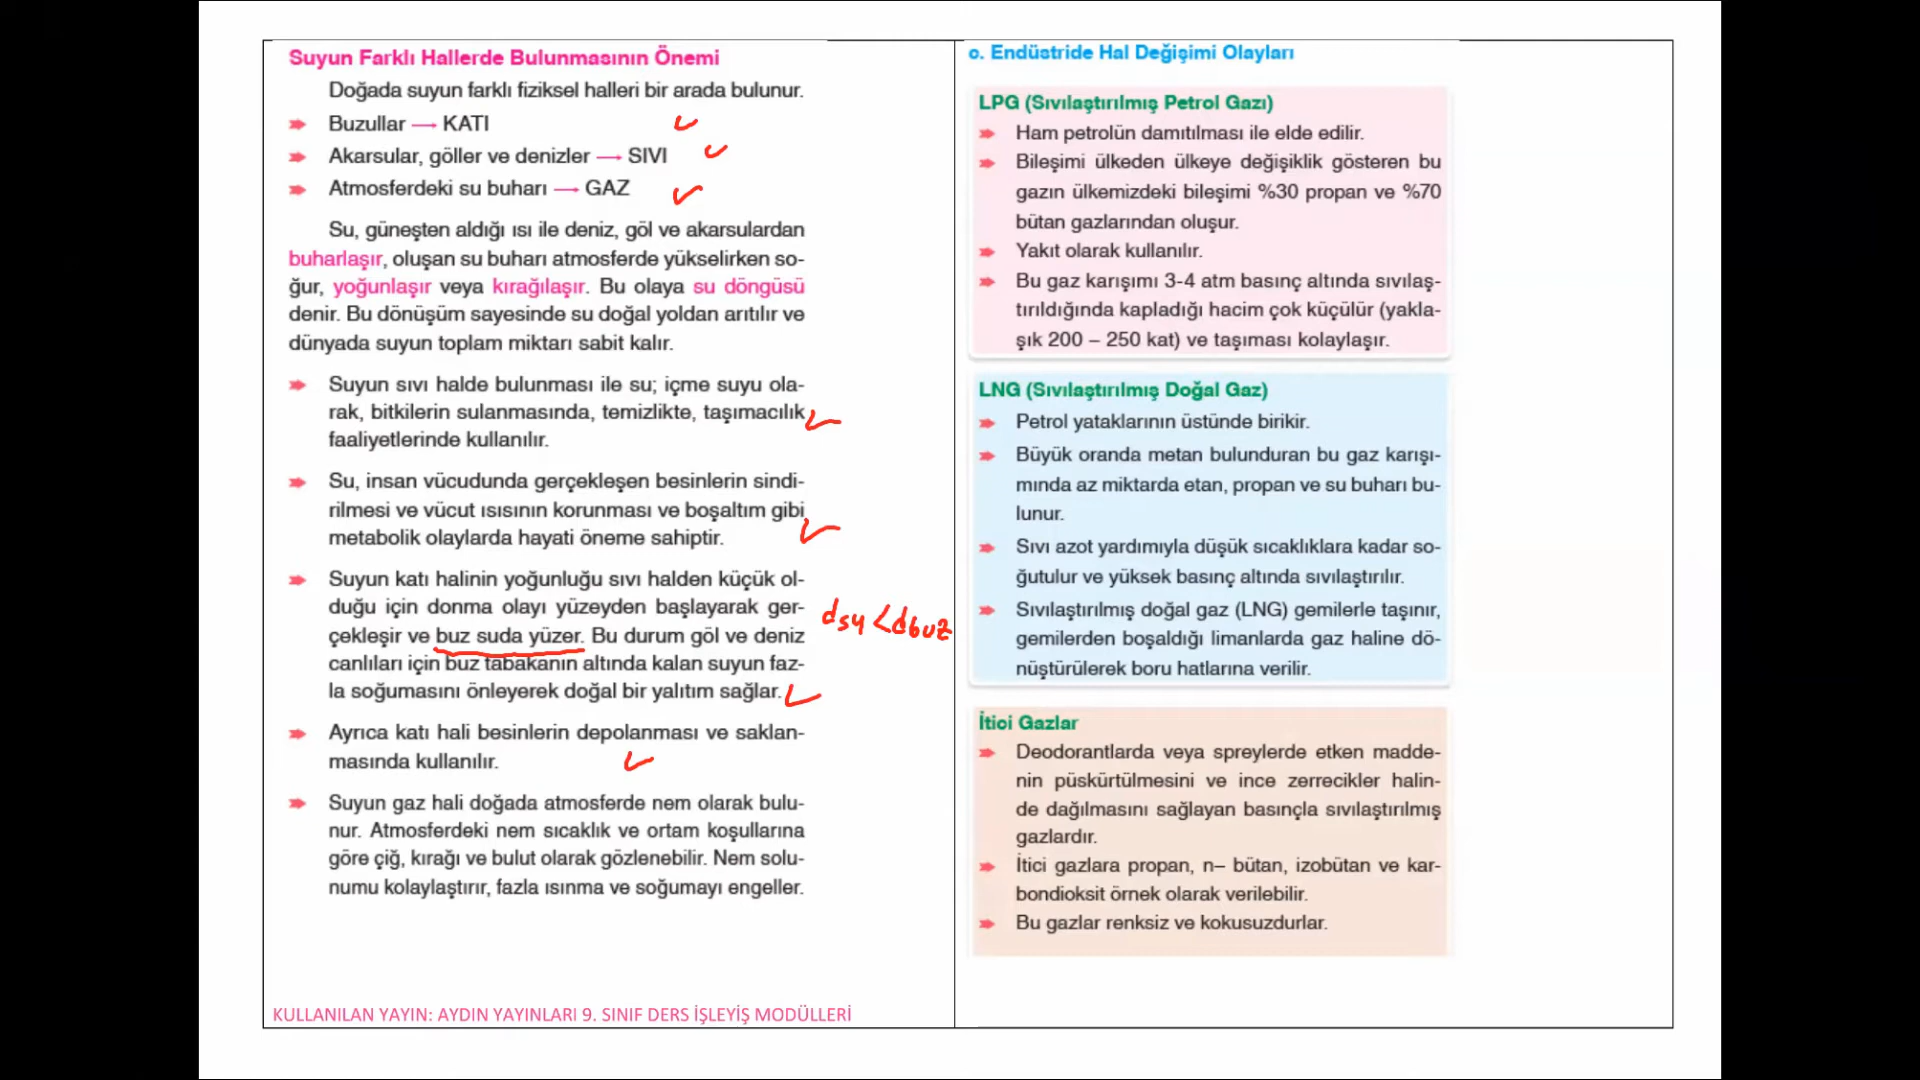 Suyun Farklı Hallerde Bulunmasının Önemi
Doğada suyun farklı fiziksel halleri bir arada bulunur.
Buzullar → KATI
Akarsular, göller ve denizler → SIVI
Atmosferdeki su buharı → GAZ
Su, güneşten aldığı ısı ile deniz, göl ve akarsulardan
buharlaşır, oluşan su buharı atmosferde yükselirken so-
ğur, yoğunlaşır veya kırağılaşır. Bu olaya su döngüsü
denir. Bu dönüşüm sayesinde su doğal yoldan arıtılır ve
dünyada suyun toplam miktarı sabit kalır.
Suyun sıvı halde bulunması ile su; içme suyu ola-
rak, bitkilerin sulanmasında, temizlikte, taşımacılık
faaliyetlerinde kullanılır.
Su, insan vücudunda gerçekleşen besinlerin sindi-
rilmesi ve vücut ısısının korunması ve boşaltım gibi
metabolik olaylarda hayati öneme sahiptir.
Suyun katı halinin yoğunluğu sıvı halden küçük ol-
duğu için donma olayı yüzeyden başlayarak ger-
çekleşir ve buz suda yüzer. Bu durum göl ve deniz
canlıları için buz tabakanın altında kalan suyun faz-
la soğumasını önleyerek doğal bir yalıtım sağlar.
dsu < dbuz
Ayrıca katı hali besinlerin depolanması ve saklan-
masında kullanılır.
Suyun gaz hali doğada atmosferde nem olarak bulu-
nur. Atmosferdeki nem sıcaklık ve ortam koşullarına
göre çiğ, kırağı ve bulut olarak gözlenebilir. Nem solu-
numu kolaylaştırır, fazla ısınma ve soğumayı engeller.
KULLANILAN YAYIN: AYDIN YAYINLARI 9. SINIF DERS İŞLEYİŞ MODÜLLERİ
c. Endüstride Hal Değişimi Olayları
LPG (Sıvılaştırılmış Petrol Gazı)
Ham petrolün damıtılması ile elde edilir.
Bileşimi ülkeden ülkeye değişiklik gösteren bu
gazın ülkemizdeki bileşimi %30 propan ve %70
bütan gazlarından oluşur.
Yakıt olarak kullanılır.
Bu gaz karışımı 3-4 atm basınç altında sıvılaş-
tırıldığında kapladığı hacim çok küçülür (yakla-
şık 200 – 250 kat) ve taşıması kolaylaşır.
LNG (Sıvılaştırılmış Doğal Gaz)
Petrol yataklarının üstünde birikir.
Büyük oranda metan bulunduran bu gaz karışı-
mında az miktarda etan, propan ve su buharı bu-
lunur.
Sıvı azot yardımıyla düşük sıcaklıklara kadar so-
ğutulur ve yüksek basınç altında sıvılaştırılır.
Sıvılaştırılmış doğal gaz (LNG) gemilerle taşınır,
gemilerden boşaldığı limanlarda gaz haline dö-
nüştürülerek boru hatlarına verilir.
İtici Gazlar
Deodorantlarda veya spreylerde etken madde-
nin püskürtülmesini ve ince zerrecikler halin-
de dağılmasını sağlayan basınçla sıvılaştırılmış
gazlardır.
İtici gazlara propan, n– bütan, izobütan ve kar-
bondioksit örnek olarak verilebilir.
Bu gazlar renksiz ve kokusuzdurlar.